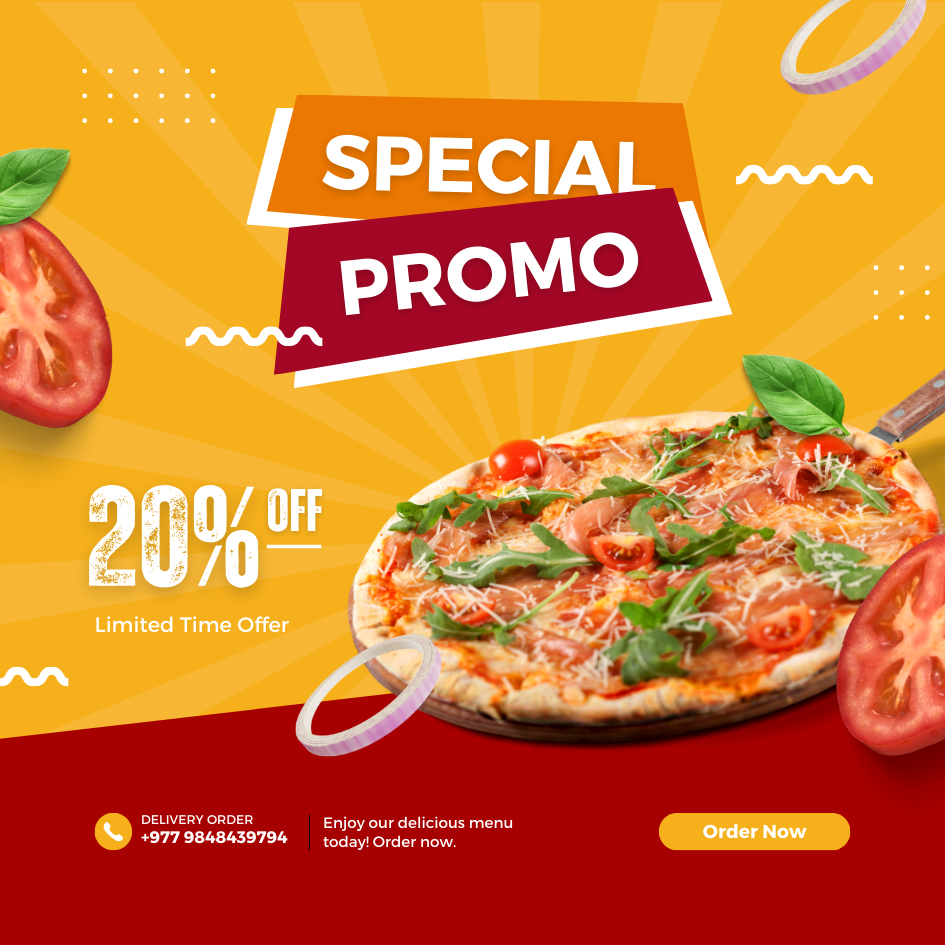 SPECIAL
PROMO
20% OFF
Limited Time Offer
DELIVERY ORDER
+977 9848439794
Enjoy our delicious menu
today! Order now.
Order Now